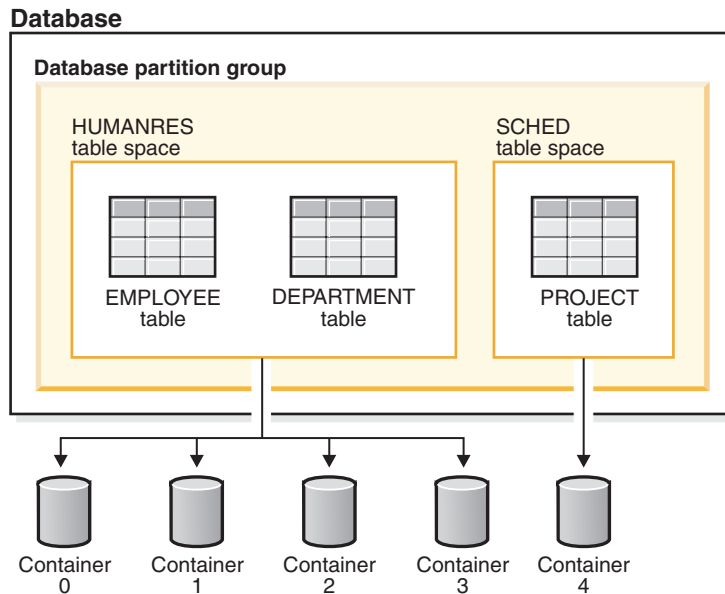 Database
Database partition group
HUMANRES
table space
SCHED
table space
EMPLOYEE
table
DEPARTMENT
table
PROJECT
table
Container
0
Container
1
Container
2
Container
3
Container
4